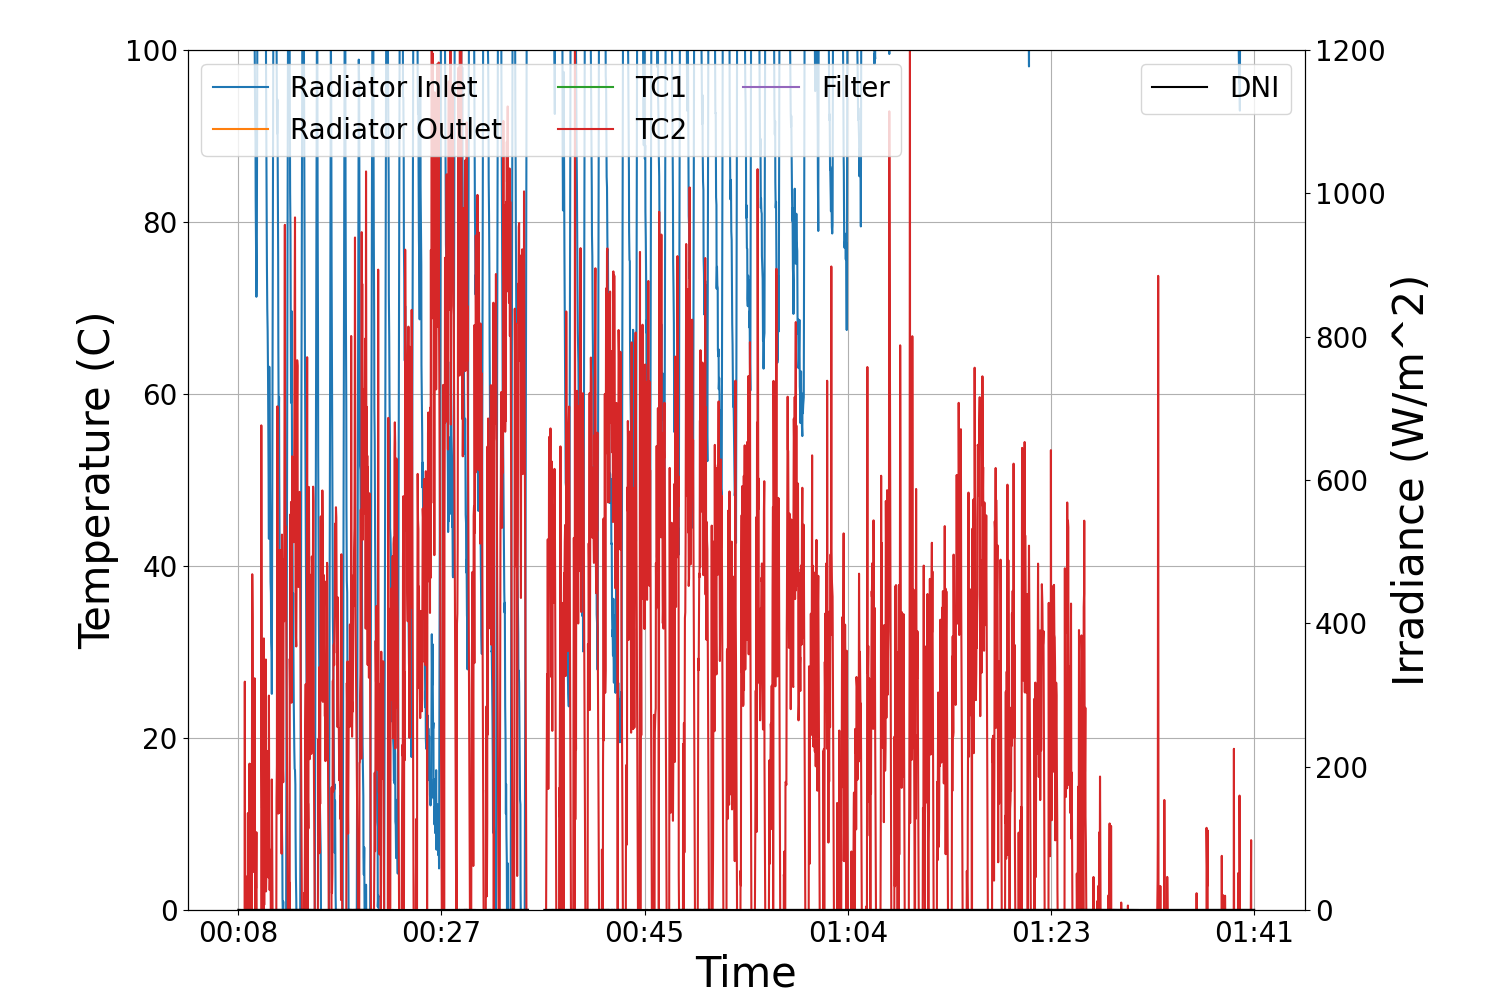 Radiator Inlet
Radiator Outlet
TC1
TC2
Filter
DNI
Temperature (C)
100
80
60
40
20
0
1200
1000
800
600
400
200
0
Irradiance (W/m^2)
00:08 00:27 00:45 01:04 01:23 01:41
Time